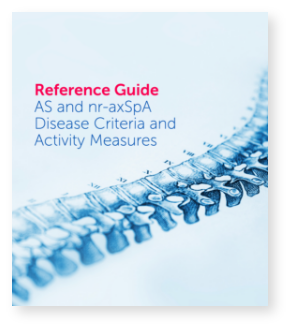 Reference Guide
AS and nr-axSpA
Disease Criteria and
Activity Measures